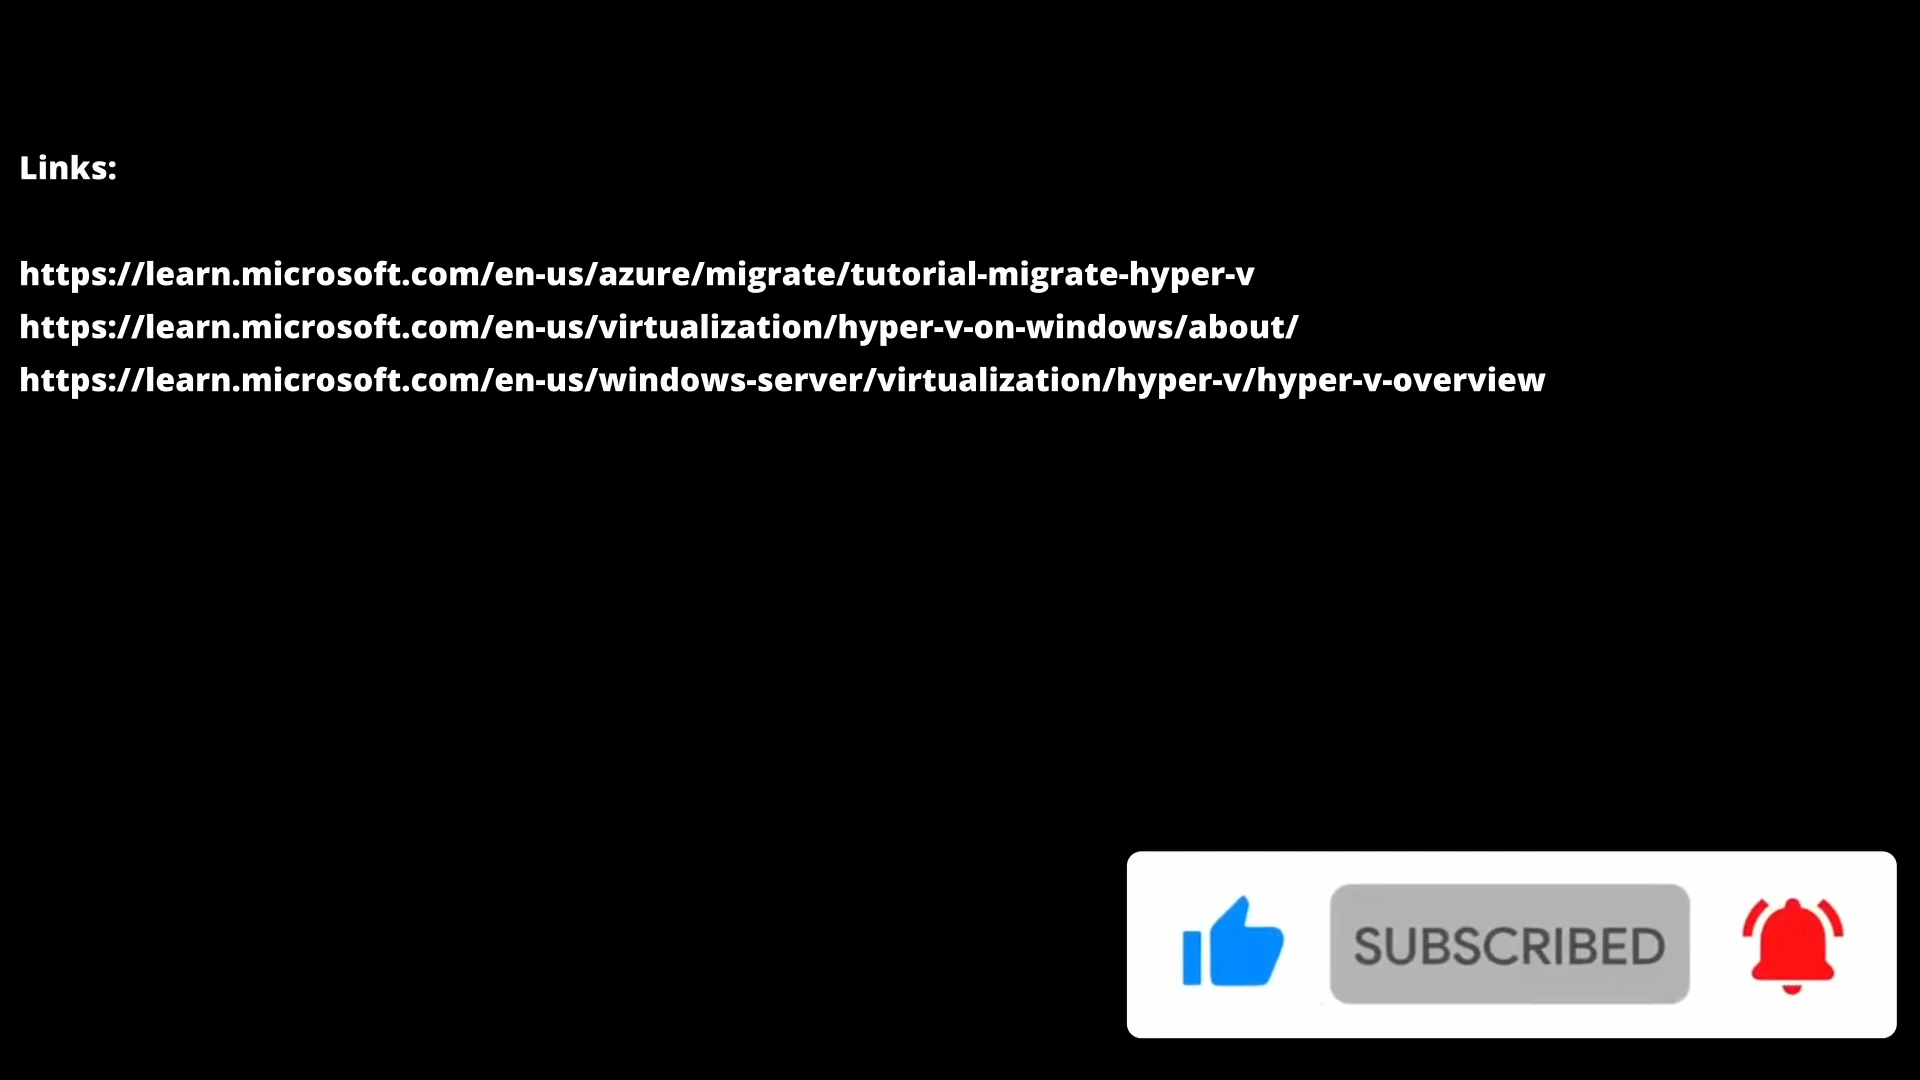 Links:
https://learn.microsoft.com/en-us/azure/migrate/tutorial-migrate-hyper-v
https://learn.microsoft.com/en-us/virtualization/hyper-v-on-windows/about/
https://learn.microsoft.com/en-us/windows-server/virtualization/hyper-v/hyper-v-overview
SUBSCRIBED